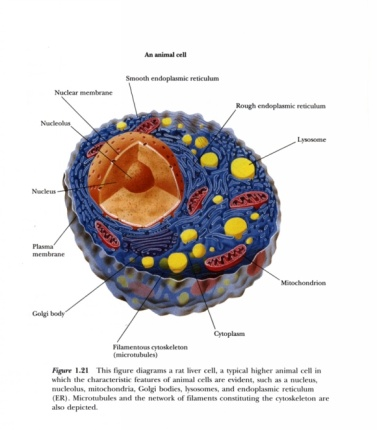 An animal cell
Smooth endoplasmic reticulum
Nuclear membrane
Rough endoplasmic reticulum
Nucleolus
Lysosome
Nucleus
Plasma
membrane
Mitochondrion
Golgi body
Cytoplasm
Filamentous cytoskeleton
(microtubules)
Figure 1.21 This figure diagrams a rat liver cell, a typical higher animal cell in
which the characteristic features of animal cells are evident, such as a nucleus,
nucleolus, mitochondria, Golgi bodies, lysosomes, and endoplasmic reticulum
(ER). Microtubules and the network of filaments constituting the cytoskeleton are
also depicted.